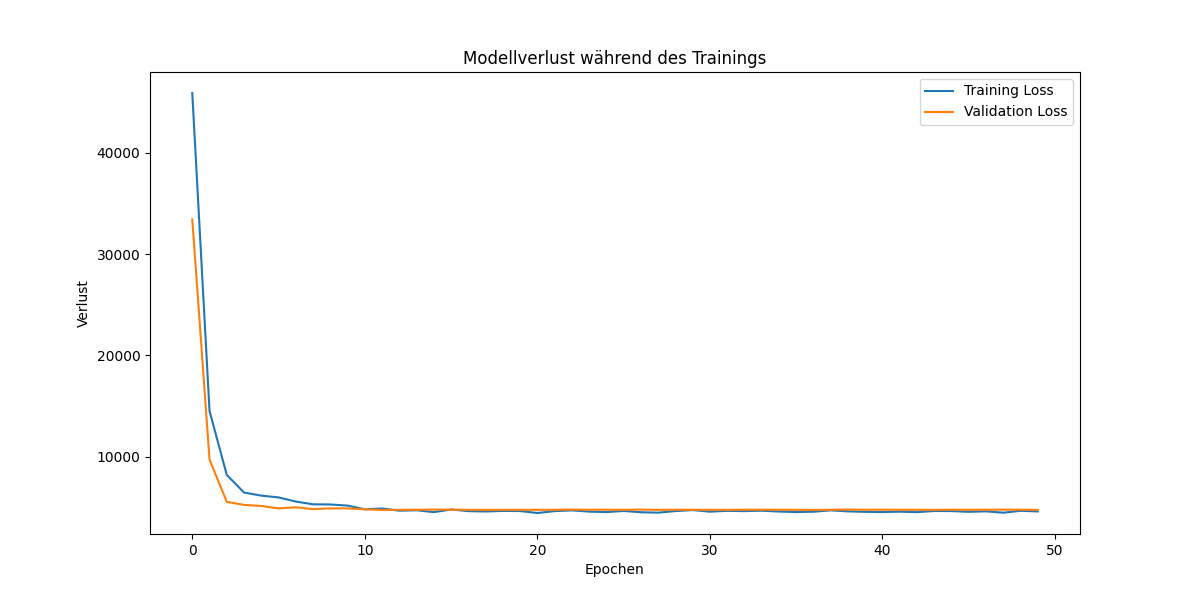 Modellverlust während des Trainings
Training Loss
Validation Loss
40000
30000
20000
10000
Verlust
0 10 20 30 40 50
Epochen